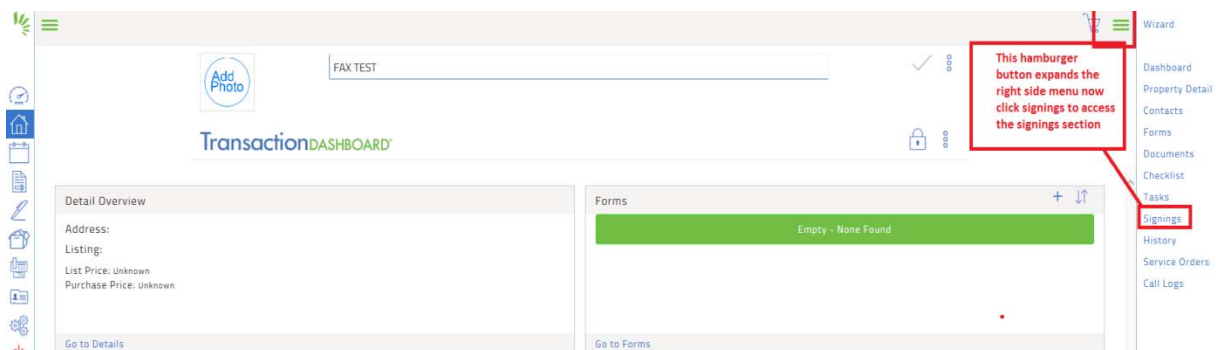 Wizard
Add
Photo
FAX TEST
This hamburger
button expands the
right side menu now
click signings to access
the signings section
TransactionDASHBOARD®
Dashboard
Property Detail
Contacts
Forms
Documents
Checklist
Tasks
Signings
History
Service Orders
Call Logs
Detail Overview
Address:
Listing:
List Price: Unknown
Purchase Price: Unknown
Go to Details
Forms
Empty - None Found
Go to Forms